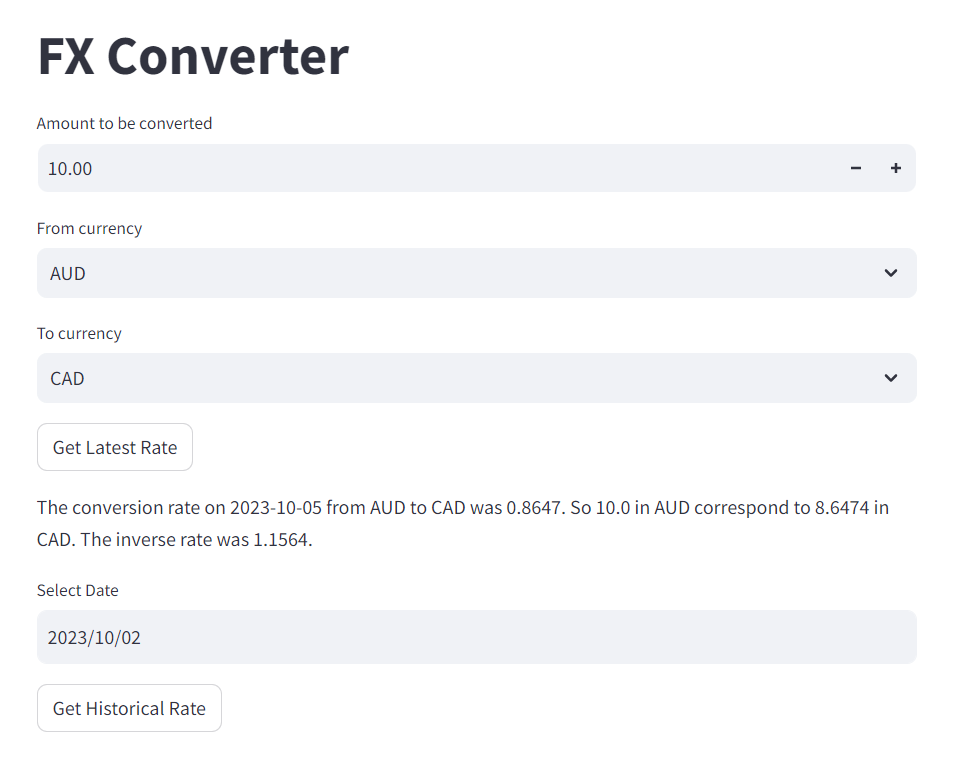 FX Converter
Amount to be converted
10.00 − +
From currency
AUD
To currency
CAD
Get Latest Rate
The conversion rate on 2023-10-05 from AUD to CAD was 0.8647. So 10.0 in AUD correspond to 8.6474 in
CAD. The inverse rate was 1.1564.
Select Date
2023/10/02
Get Historical Rate